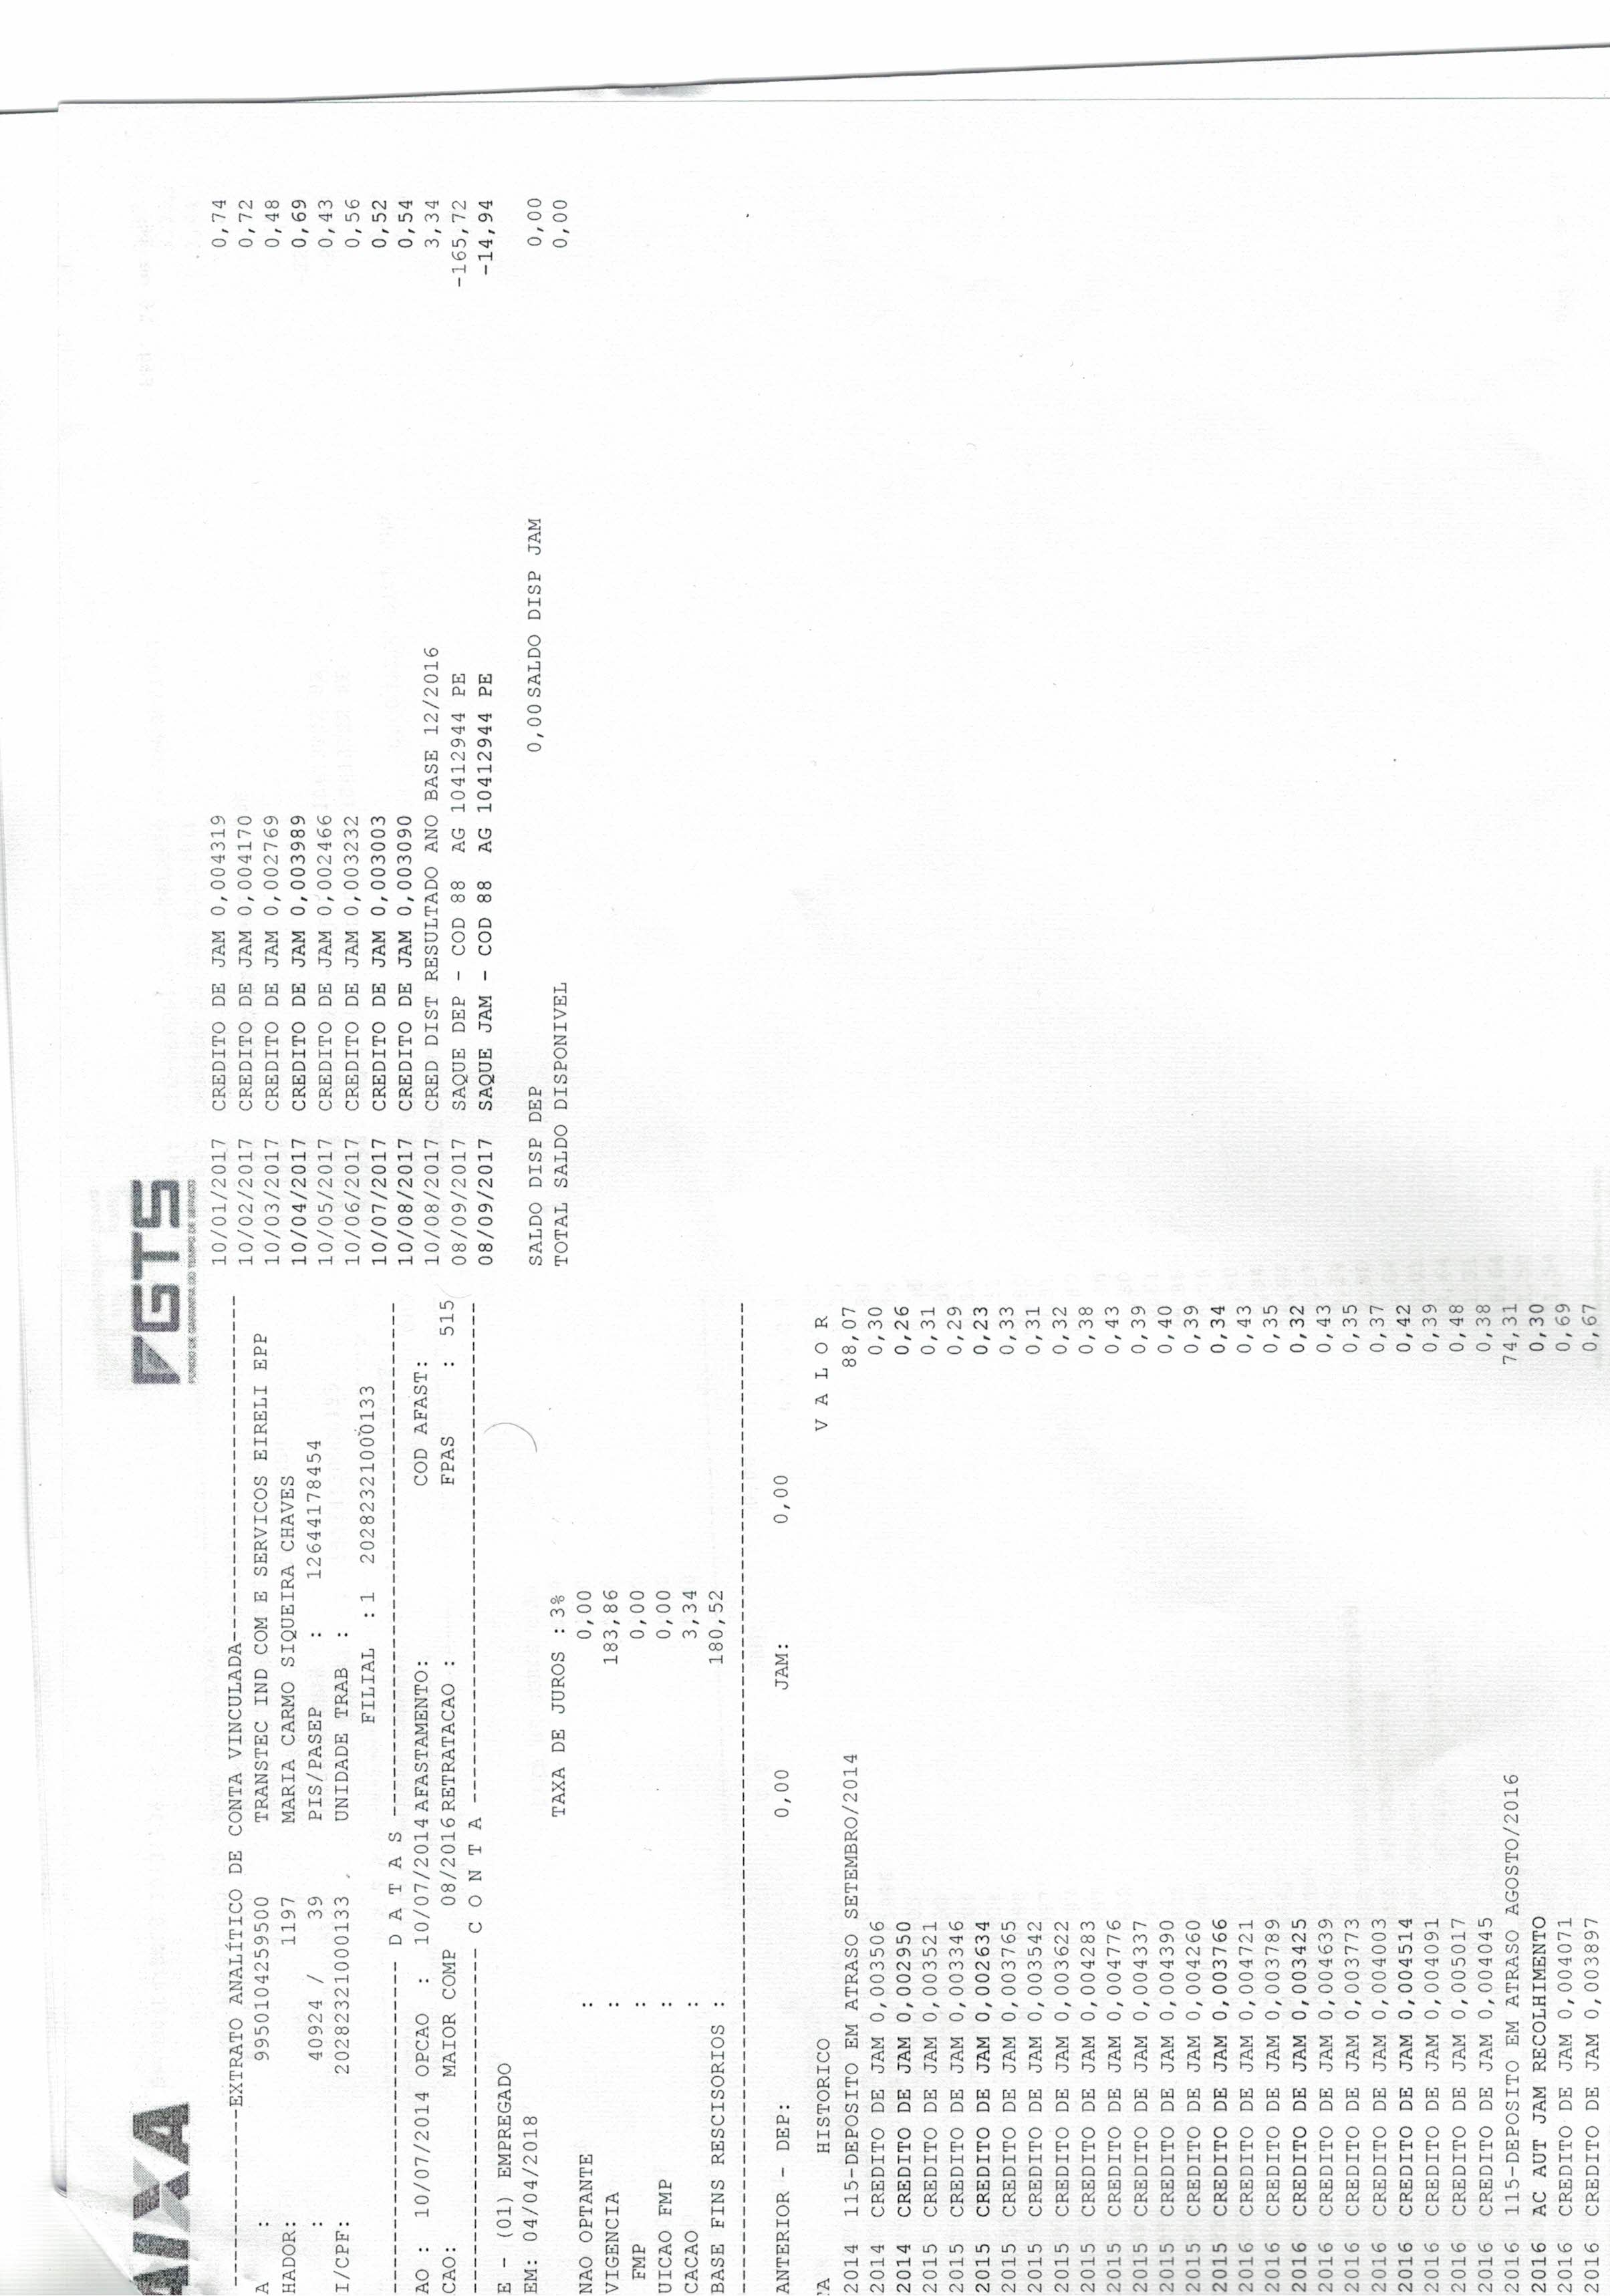 AIXA
FGTS
FUNDO DE GARANTIA DO TEMPO DE SERVIÇO
---------------EXTRATO ANALÍTICO DE CONTA VINCULADA-------------------------------
A : 99501042259500 TRANSTEC IND COM E SERVICOS EIRELI EPP
HADOR: 1197 MARIA CARMO SIQUEIRA CHAVES
: 40924 / 39 PIS/PASEP : 12644178454
I/CPF: 20282321000133 UNIDADE TRAB :
FILIAL :1 20282321000133
------------------------------- D A T A S -------------------------------
AO : 10/07/2014 OPCAO : 10/07/2014 AFASTAMENTO: COD AFAST:
CAO: MAIOR COMP 08/2016 RETRATACAO : FPAS : 515
------------------------------- C O N T A -------------------------------
E - (01) EMPREGADO
EM: 04/04/2018
TAXA DE JUROS : 3%
NAO OPTANTE : 0,00
VIGENCIA : 183,86
FMP : 0,00
UICAO FMP : 0,00
CACAO : 3,34
BASE FINS RESCISORIOS : 180,52
--------------------------------------------------------------------------------
ANTERIOR - DEP: 0,00 JAM: 0,00
TA HISTORICO V A L O R
2014 115-DEPOSITO EM ATRASO SETEMBRO/2014 88,07
2014 CREDITO DE JAM 0,003506 0,30
2014 CREDITO DE JAM 0,002950 0,26
2015 CREDITO DE JAM 0,003521 0,31
2015 CREDITO DE JAM 0,003346 0,29
2015 CREDITO DE JAM 0,002634 0,23
2015 CREDITO DE JAM 0,003765 0,33
2015 CREDITO DE JAM 0,003542 0,31
2015 CREDITO DE JAM 0,003622 0,32
2015 CREDITO DE JAM 0,004283 0,38
2015 CREDITO DE JAM 0,004776 0,43
2015 CREDITO DE JAM 0,004337 0,39
2015 CREDITO DE JAM 0,004390 0,40
2015 CREDITO DE JAM 0,004260 0,39
2015 CREDITO DE JAM 0,003766 0,34
2016 CREDITO DE JAM 0,004721 0,43
2016 CREDITO DE JAM 0,003789 0,35
2016 CREDITO DE JAM 0,003425 0,32
2016 CREDITO DE JAM 0,004639 0,43
2016 CREDITO DE JAM 0,003773 0,35
2016 CREDITO DE JAM 0,004003 0,37
2016 CREDITO DE JAM 0,004514 0,42
2016 CREDITO DE JAM 0,004091 0,39
2016 CREDITO DE JAM 0,005017 0,48
2016 CREDITO DE JAM 0,004045 0,38
2016 115-DEPOSITO EM ATRASO AGOSTO/2016 74,31
2016 AC AUT JAM RECOLHIMENTO 0,30
2016 CREDITO DE JAM 0,004071 0,69
2016 CREDITO DE JAM 0,003897 0,67
10/01/2017 CREDITO DE JAM 0,004319 0,74
10/02/2017 CREDITO DE JAM 0,004170 0,72
10/03/2017 CREDITO DE JAM 0,002769 0,48
10/04/2017 CREDITO DE JAM 0,003989 0,69
10/05/2017 CREDITO DE JAM 0,002466 0,43
10/06/2017 CREDITO DE JAM 0,003232 0,56
10/07/2017 CREDITO DE JAM 0,003003 0,52
10/08/2017 CREDITO DE JAM 0,003090 0,54
10/08/2017 CRED DIST RESULTADO ANO BASE 12/2016 3,34
08/09/2017 SAQUE DEP - COD 88 AG 10412944 PE -165,72
08/09/2017 SAQUE JAM - COD 88 AG 10412944 PE -14,94
SALDO DISP DEP 0,00 SALDO DISP JAM 0,00
TOTAL SALDO DISPONIVEL 0,00